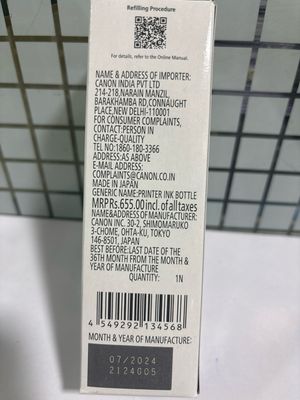 Refilling Procedure
For details, refer to the Online Manual.
NAME & ADDRESS OF IMPORTER:
CANON INDIA PVT LTD
214-218,NARAIN MANZIL,
BARAKHAMBA RD,CONNAUGHT
PLACE,NEW DELHI-110001
FOR CONSUMER COMPLAINTS,
CONTACT:PERSON IN
CHARGE-QUALITY
TEL NO:1860-180-3366
ADDRESS:AS ABOVE
E-MAIL ADDRESS:
COMPLAINTS@CANON.CO.IN
MADE IN JAPAN
GENERIC NAME:PRINTER INK BOTTLE
MRPRs.655.00incl. of all taxes
NAME&ADDRESS OF MANUFACTURER:
CANON INC. 30-2, SHIMOMARUKO
3-CHOME, OHTA-KU, TOKYO
146-8501, JAPAN
BEST BEFORE:LAST DATE OF THE
36TH MONTH FROM THE MONTH &
YEAR OF MANUFACTURE
QUANTITY: 1N
4 549292 134568
MONTH & YEAR OF MANUFACTURE:
07/2024
2124005